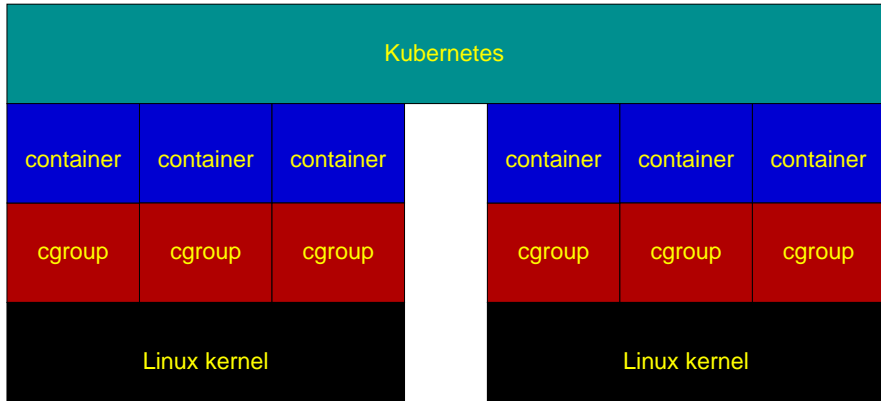 Kubernetes
container container container container container container
cgroup cgroup cgroup cgroup cgroup cgroup
Linux kernel Linux kernel